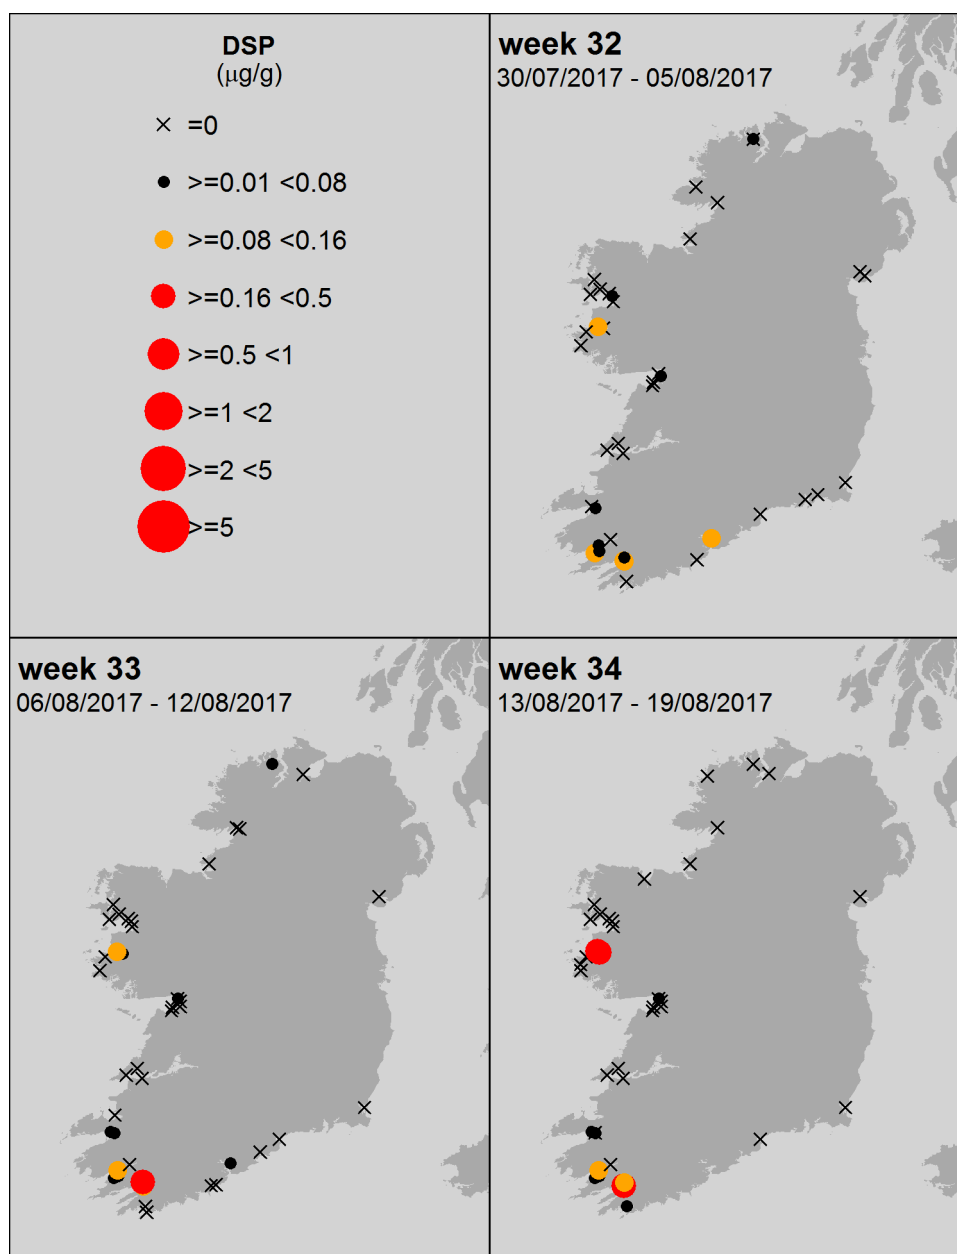 DSP
(μg/g)
=0
>=0.01 <0.08
>=0.08 <0.16
>=0.16 <0.5
>=0.5 <1
>=1 <2
>=2 <5
>=5
week 32
30/07/2017 - 05/08/2017
week 33
06/08/2017 - 12/08/2017
week 34
13/08/2017 - 19/08/2017